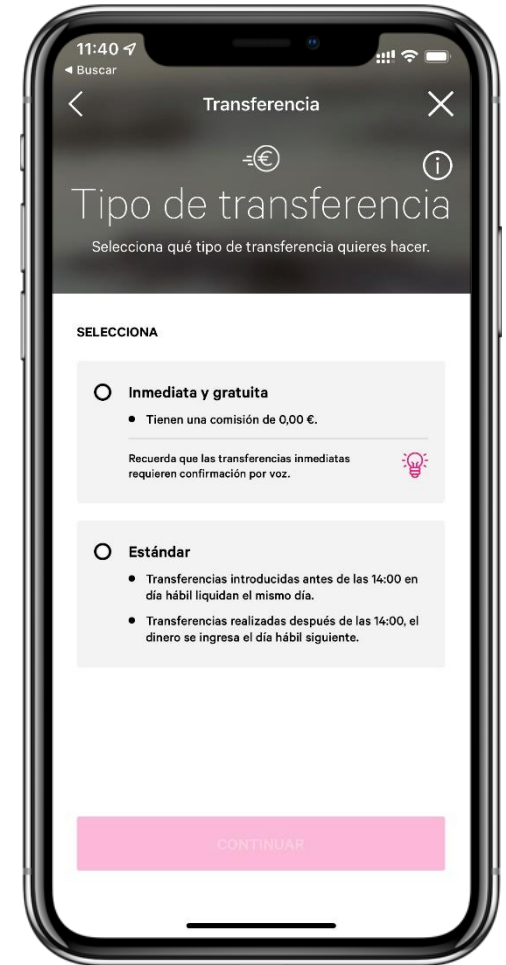 11:40
◀ Buscar
Transferencia
Tipo de transferencia
Selecciona qué tipo de transferencia quieres hacer.
SELECCIONA
Inmediata y gratuita
• Tienen una comisión de 0,00 €.
Recuerda que las transferencias inmediatas
requieren confirmación por voz.
Estándar
• Transferencias introducidas antes de las 14:00 en
día hábil liquidan el mismo día.
• Transferencias realizadas después de las 14:00, el
dinero se ingresa el día hábil siguiente.
CONTINUAR